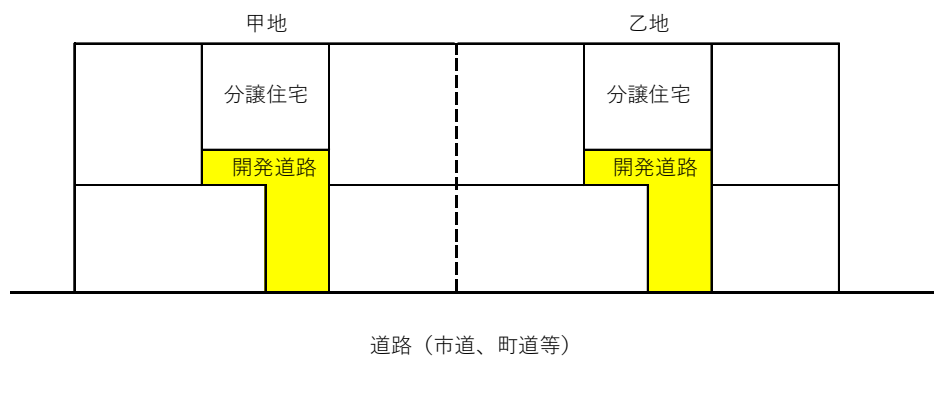 甲地
乙地
分譲住宅
分譲住宅
開発道路
開発道路
道路（市道、町道等）